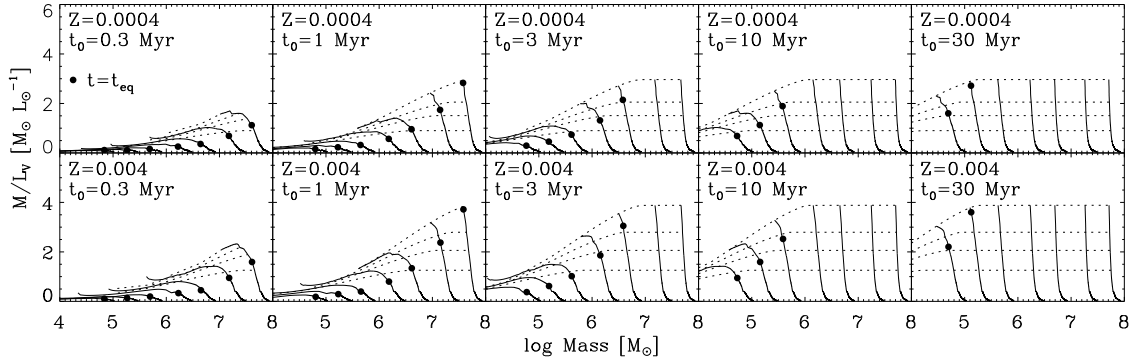 Z=0.0004 Z=0.0004 Z=0.0004 Z=0.0004 Z=0.0004
t₀=0.3 Myr t₀=1 Myr t₀=3 Myr t₀=10 Myr t₀=30 Myr
t=t_eq
6
4
2
0
Z=0.004 Z=0.004 Z=0.004 Z=0.004 Z=0.004
t₀=0.3 Myr t₀=1 Myr t₀=3 Myr t₀=10 Myr t₀=30 Myr
4
2
0
M/L_V [M⊙ L⊙⁻¹]
4 5 6 7 8 5 6 7 8 5 6 7 8 5 6 7 8 5 6 7 8
log Mass [M⊙]